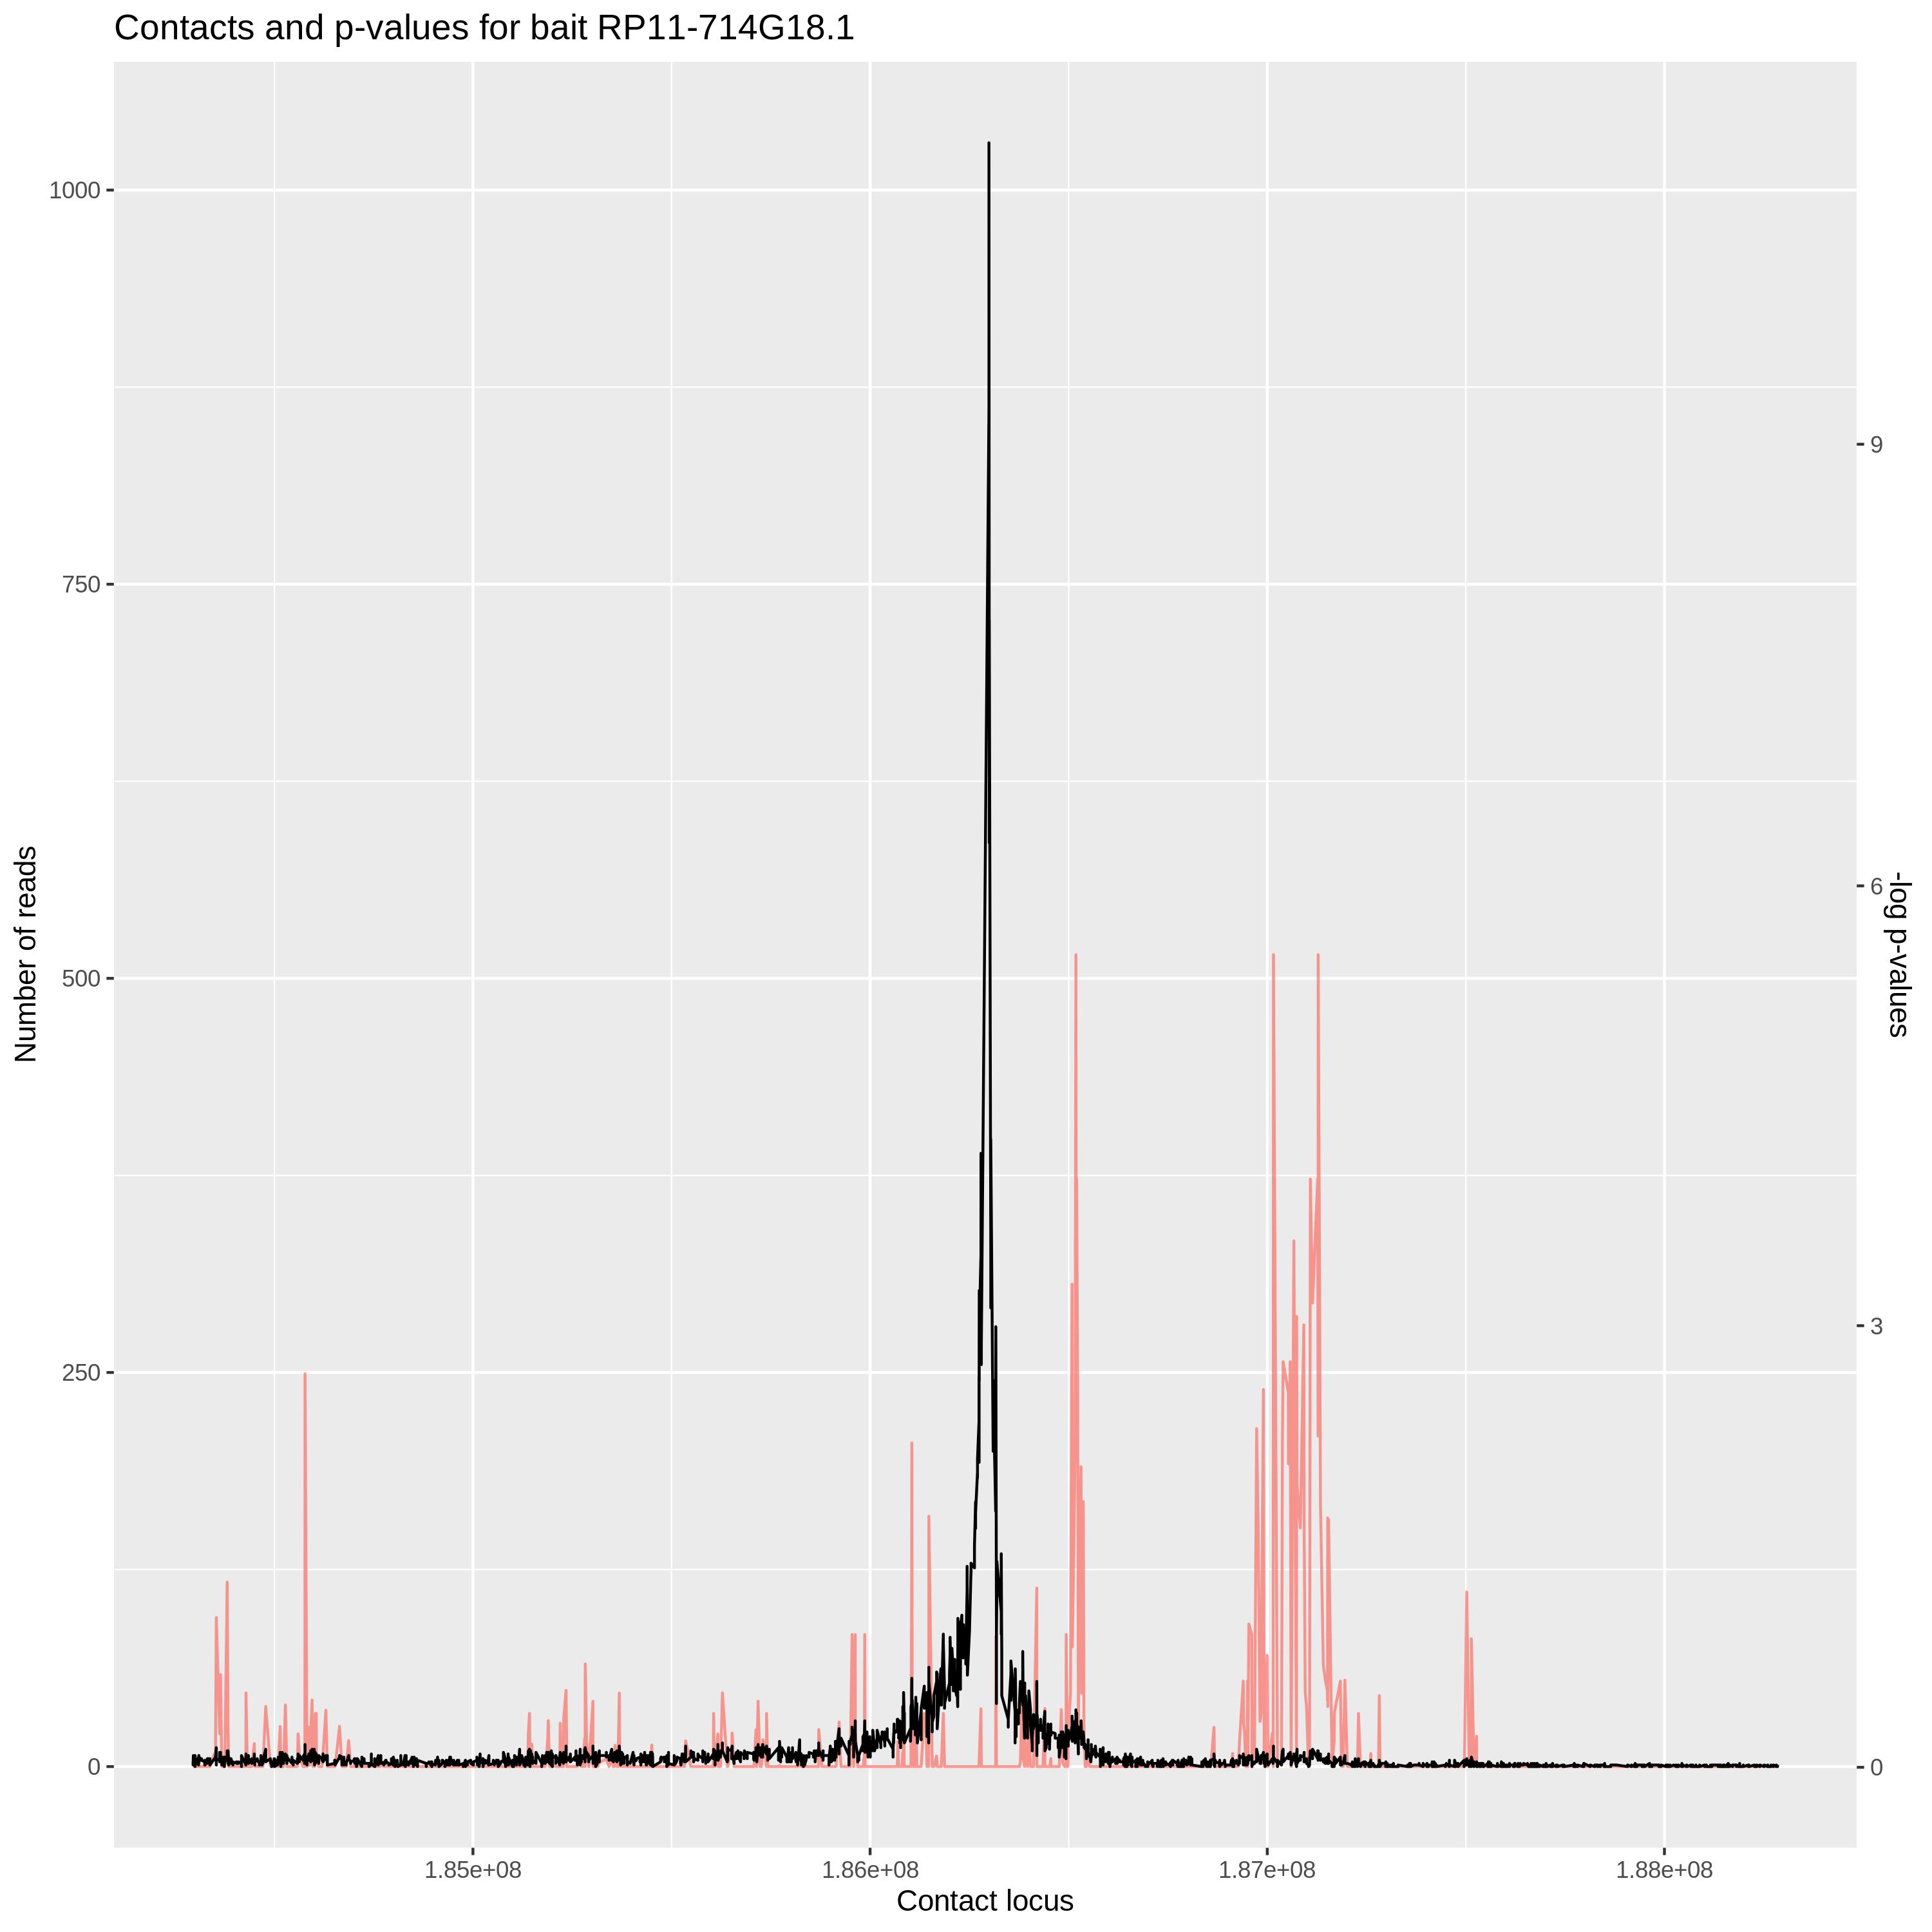 Contacts and p-values for bait RP11-714G18.1
1000
750
500
250
0
Number of reads
9
6
3
0
-log p-values
1.85e+08
1.86e+08
1.87e+08
1.88e+08
Contact locus